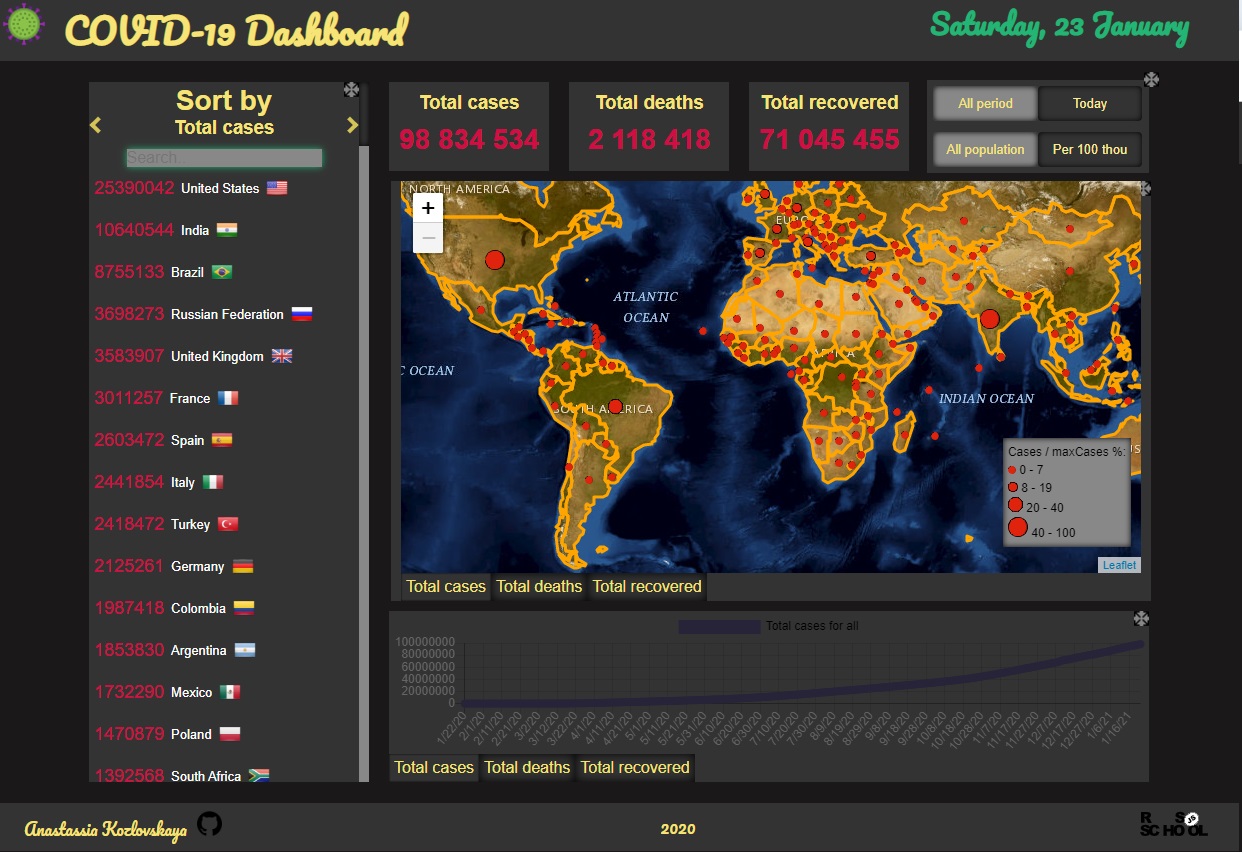 COVID-19 Dashboard
Saturday, 23 January
Sort by
Total cases
Search...
25390042 United States
10640544 India
8755133 Brazil
3698273 Russian Federation
3583907 United Kingdom
3011257 France
2603472 Spain
2441854 Italy
2418472 Turkey
2125261 Germany
1987418 Colombia
1853830 Argentina
1732290 Mexico
1470879 Poland
1392568 South Africa
Total cases
98 834 534
Total deaths
2 118 418
Total recovered
71 045 455
All period
Today
All population
Per 100 thou
NORTH AMERICA
+
−
ATLANTIC
OCEAN
C OCEAN
INDIAN OCEAN
SOUTH AMERICA
Cases / maxCases %:
0 - 7
8 - 19
20 - 40
40 - 100
Leaflet
Total cases Total deaths Total recovered
Total cases for all
100000000
80000000
60000000
40000000
20000000
0
1/22/20 2/1/20 2/11/20 2/21/20 3/2/20 3/12/20 3/22/20 4/1/20 4/11/20 4/21/20 5/1/20 5/11/20 5/21/20 5/31/20 6/10/20 6/20/20 6/30/20 7/10/20 7/20/20 7/30/20 8/9/20 8/19/20 8/29/20 9/8/20 9/18/20 9/28/20 10/8/20 10/18/20 10/28/20 11/7/20 11/17/20 11/27/20 12/7/20 12/17/20 12/27/20 1/6/21 1/16/21
Total cases Total deaths Total recovered
Anastassia Kozlovskaya
2020
R S JS
SCHOOL